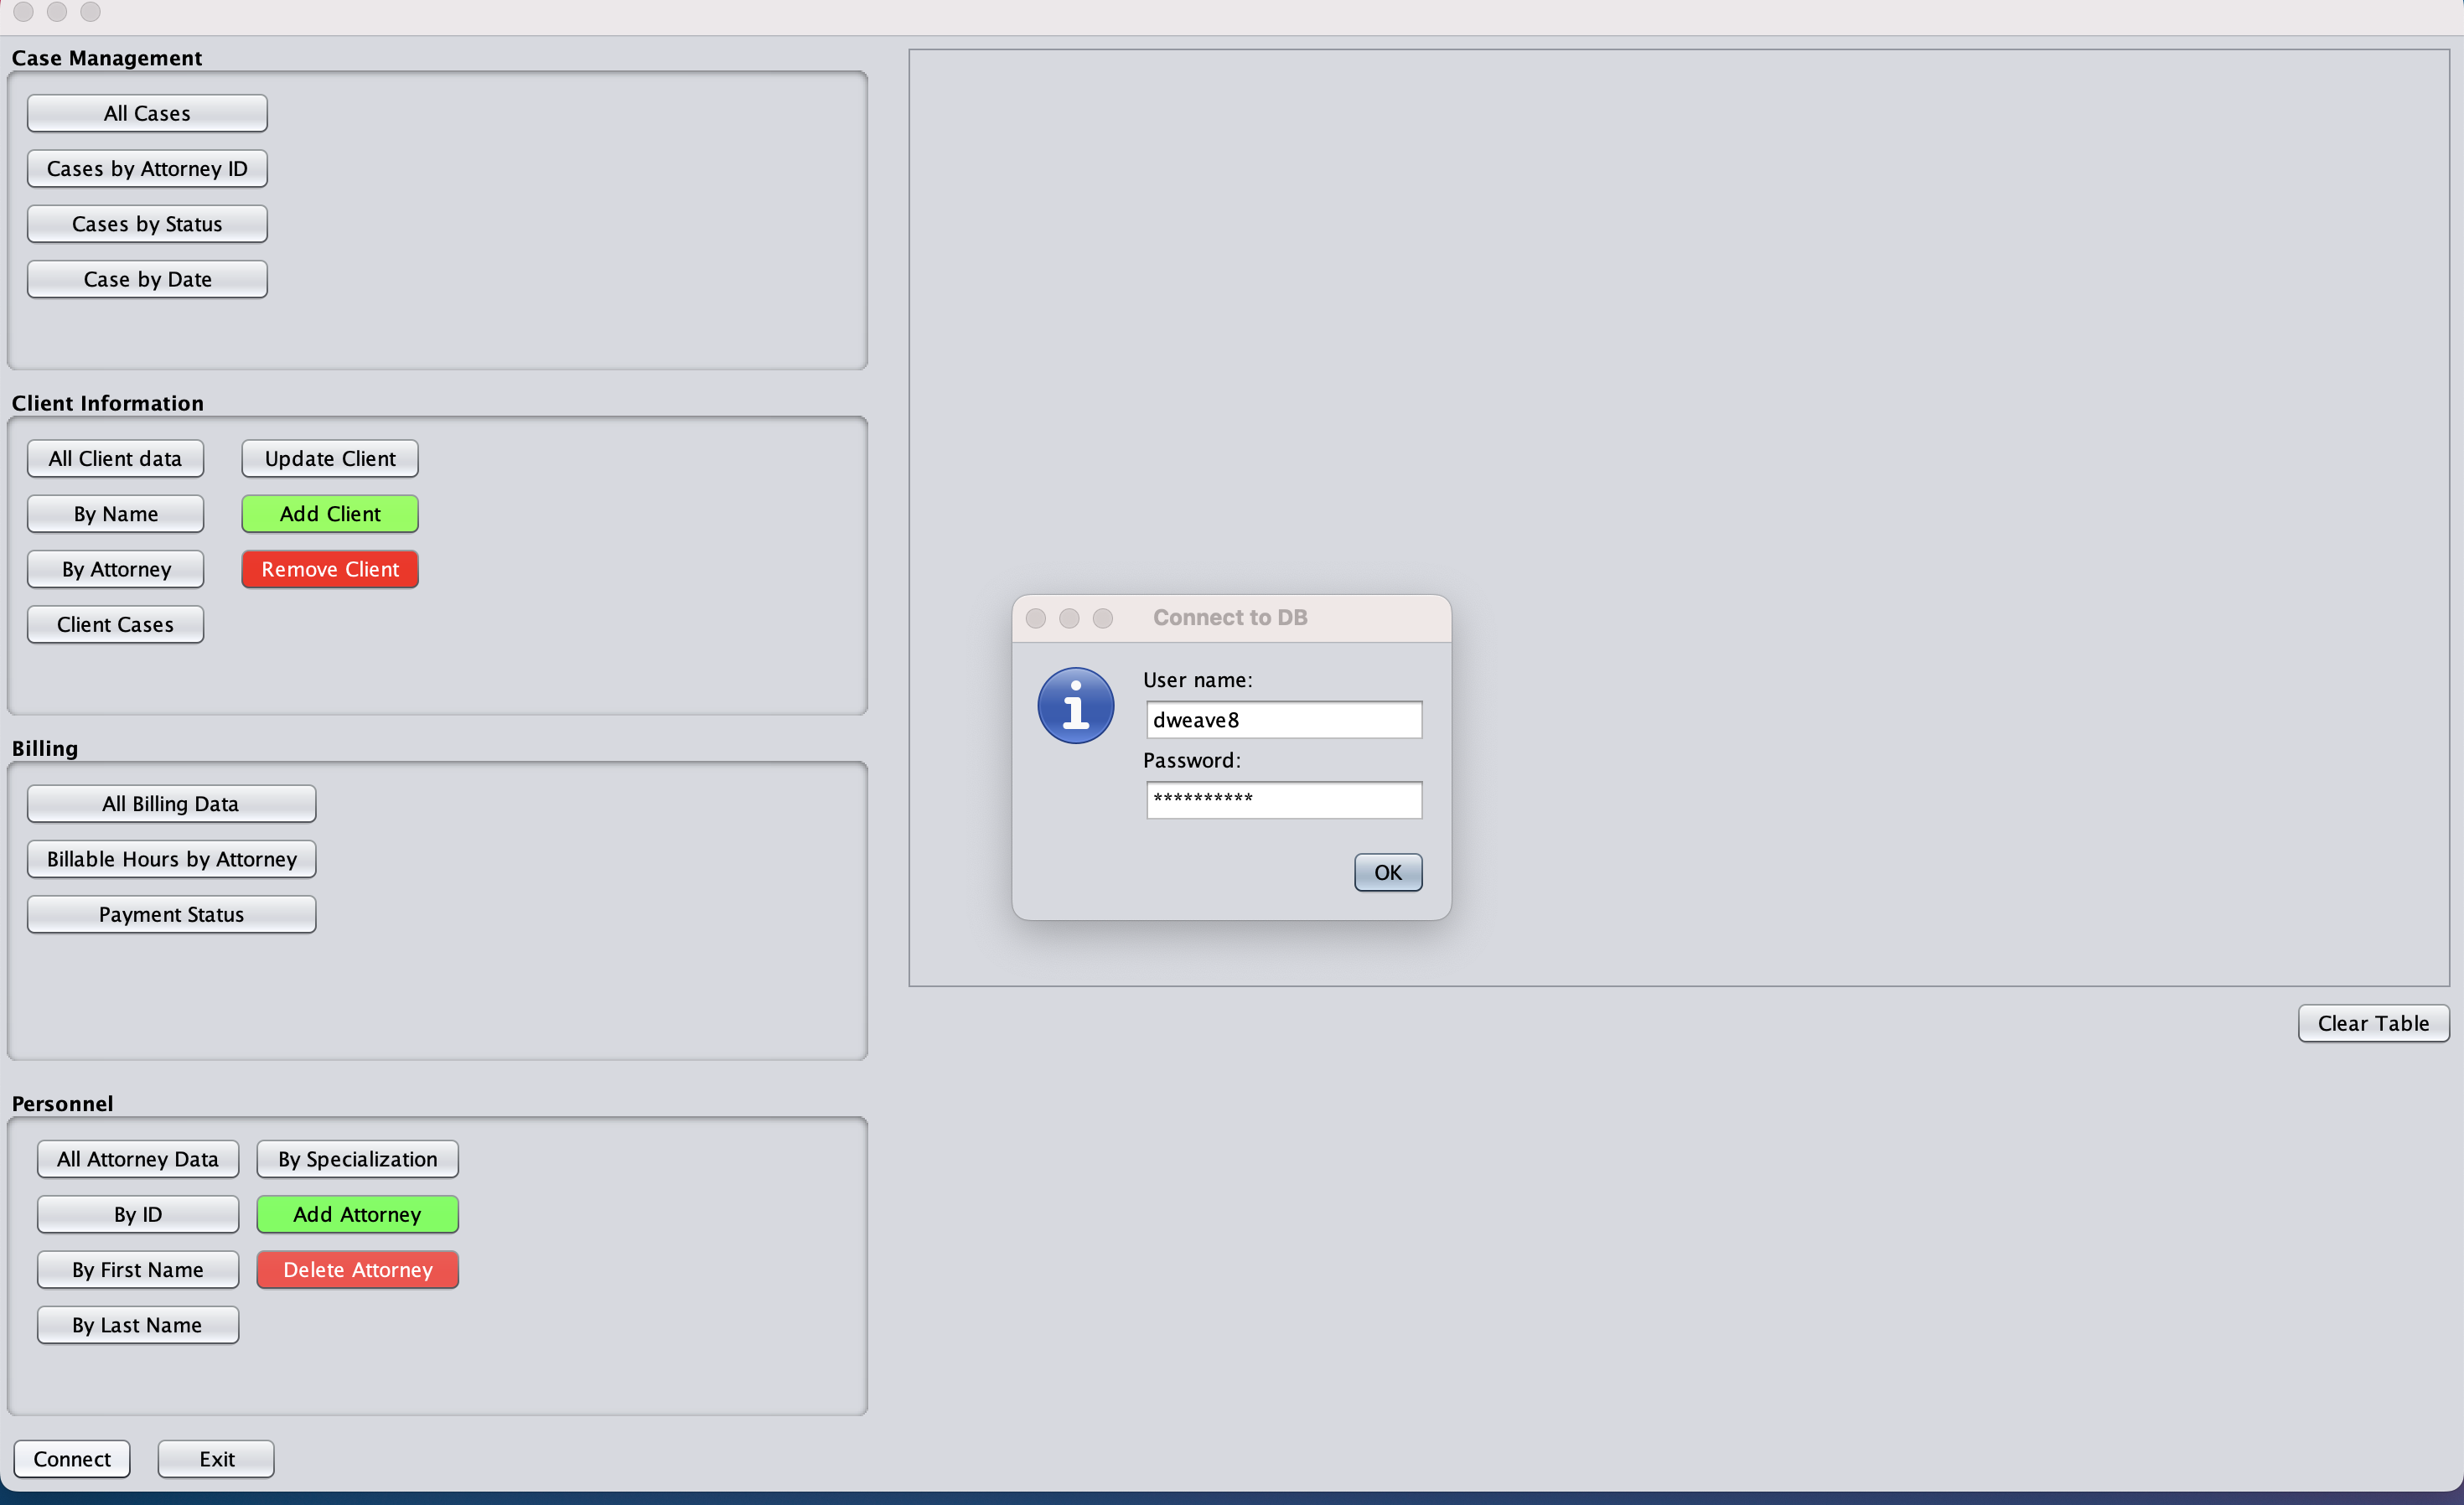 Case Management
All Cases
Cases by Attorney ID
Cases by Status
Case by Date
Client Information
All Client data
Update Client
By Name
Add Client
By Attorney
Remove Client
Client Cases
Billing
All Billing Data
Billable Hours by Attorney
Payment Status
Personnel
All Attorney Data
By Specialization
By ID
Add Attorney
By First Name
Delete Attorney
By Last Name
Connect
Exit
Connect to DB
User name:
dweave8
Password:
**********
OK
Clear Table